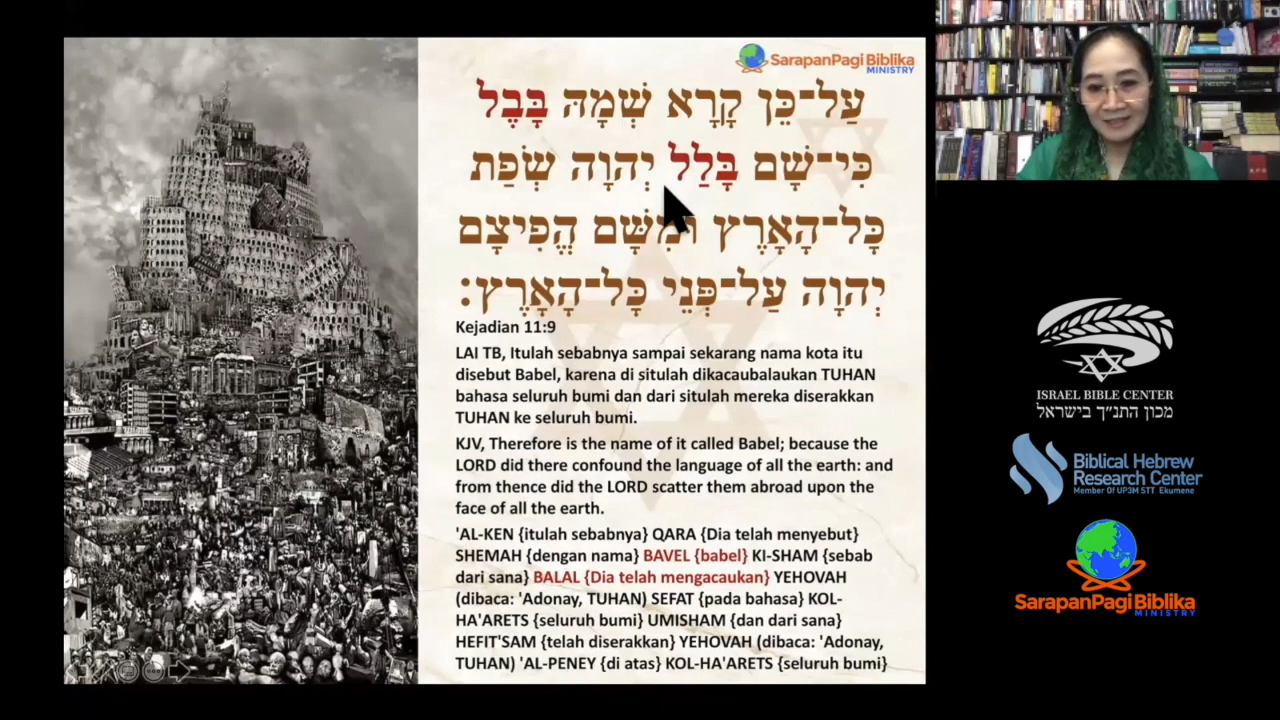 SarapanPagi Biblika
MINISTRY
עַל־כֵּן קָרָא שְׁמָהּ בָּבֶל
כִּי־שָׁם בָּלַל יְהוָה שְׂפַת
כָּל־הָאָרֶץ וּמִשָּׁם הֱפִיצָם
יְהוָה עַל־פְּנֵי כָּל־הָאָרֶץ׃
Kejadian 11:9
LAI TB, Itulah sebabnya sampai sekarang nama kota itu
disebut Babel, karena di situlah dikacaubalaukan TUHAN
bahasa seluruh bumi dan dari situlah mereka diserakkan
TUHAN ke seluruh bumi.
KJV, Therefore is the name of it called Babel; because the
LORD did there confound the language of all the earth: and
from thence did the LORD scatter them abroad upon the
face of all the earth.
'AL-KEN {itulah sebabnya} QARA {Dia telah menyebut}
SHEMAH {dengan nama} BAVEL {babel} KI-SHAM {sebab
dari sana} BALAL {Dia telah mengacaukan} YEHOVAH
(dibaca: 'Adonay, TUHAN) SEFAT {pada bahasa} KOL-
HA'ARETS {seluruh bumi} UMISHAM {dan dari sana}
HEFIT'SAM {telah diserakkan} YEHOVAH (dibaca: 'Adonay,
TUHAN) 'AL-PENEY {di atas} KOL-HA'ARETS {seluruh bumi}
ISRAEL BIBLE CENTER
מכון התנ״ך בישראל
Biblical Hebrew
Research Center
Member Of UP3M STT Ekumene
SarapanPagi Biblika
MINISTRY